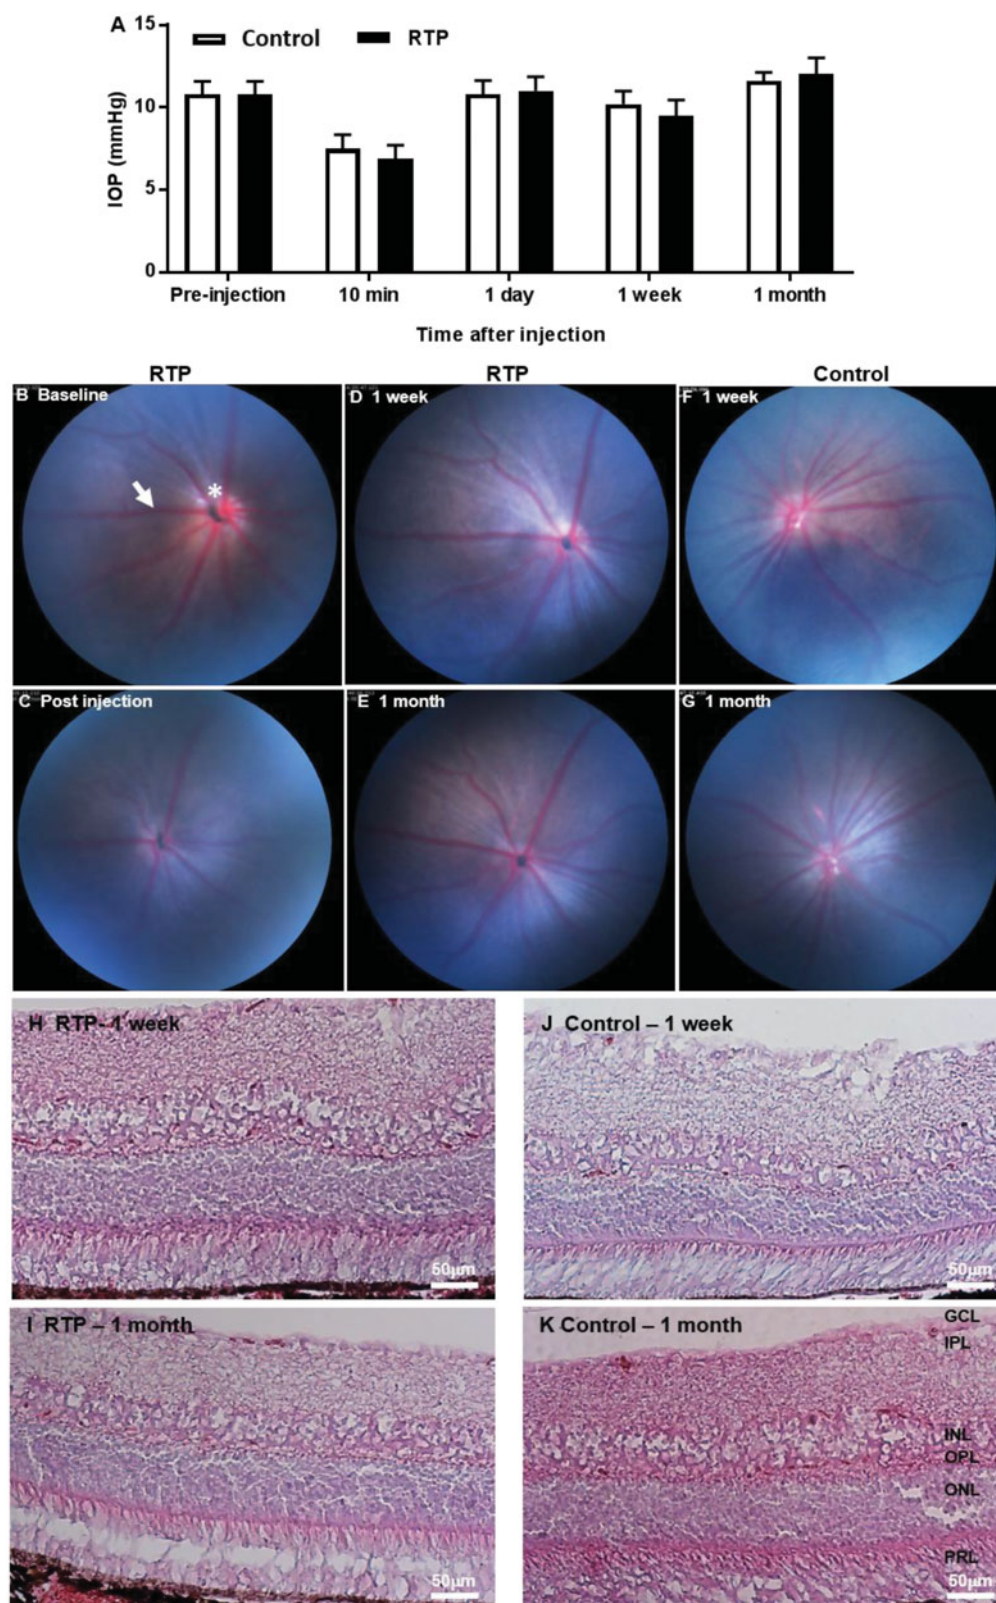 A
15
Control
RTP
10
IOP (mmHg)
5
0
Pre-injection
10 min
1 day
1 week
1 month
Time after injection
RTP
RTP
Control
B Baseline
*
D 1 week
F 1 week
C Post injection
E 1 month
G 1 month
H RTP- 1 week
50μm
J Control – 1 week
50μm
I RTP – 1 month
50μm
K Control – 1 month
GCL
IPL
INL
OPL
ONL
PRL
50μm